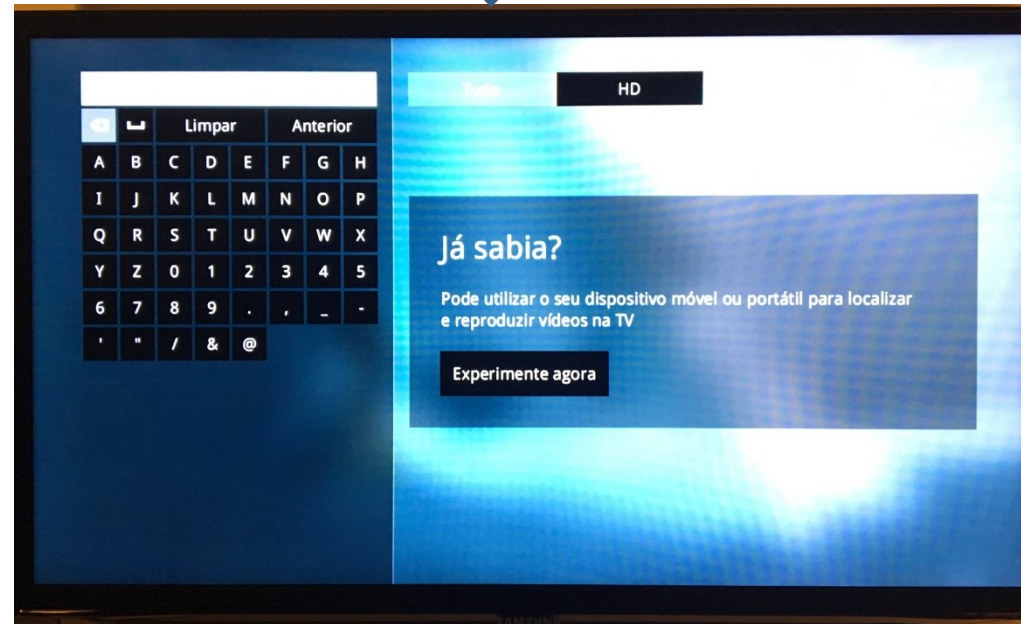 Tudo HD
Limpar Anterior
A B C D E F G H
I J K L M N O P
Q R S T U V W X
Y Z 0 1 2 3 4 5
6 7 8 9 . , _ -
' " / & @
Já sabia?
Pode utilizar o seu dispositivo móvel ou portátil para localizar
e reproduzir vídeos na TV
Experimente agora